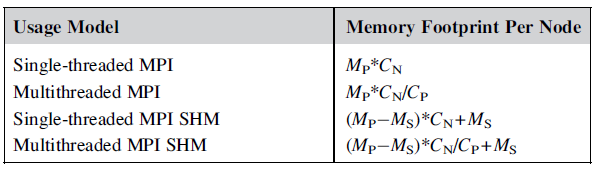 Usage Model Memory Footprint Per Node
Single-threaded MPI M_P*C_N
Multithreaded MPI M_P*C_N/C_P
Single-threaded MPI SHM (M_P−M_S)*C_N+M_S
Multithreaded MPI SHM (M_P−M_S)*C_N/C_P+M_S